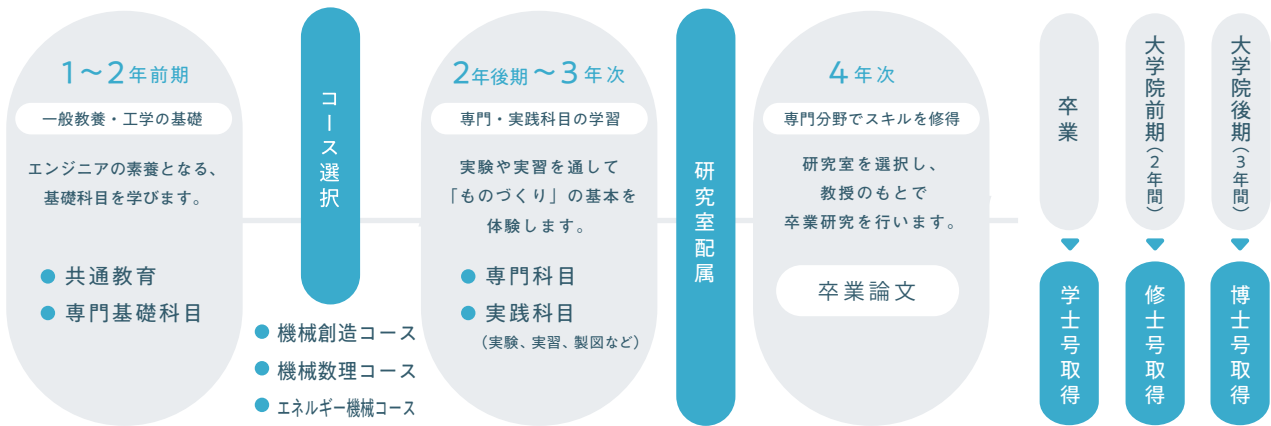 1〜2年前期
一般教養・工学の基礎
エンジニアの素養となる、
基礎科目を学びます。
共通教育
専門基礎科目
コース選択
機械創造コース
機械数理コース
エネルギー機械コース
2年後期〜3年次
専門・実践科目の学習
実験や実習を通して
「ものづくり」の基本を
体験します。
専門科目
実践科目
（実験、実習、製図など）
研究室配属
4年次
専門分野でスキルを修得
研究室を選択し、
教授のもとで
卒業研究を行います。
卒業論文
卒業
学士号取得
大学院前期（2年間）
修士号取得
大学院後期（3年間）
博士号取得